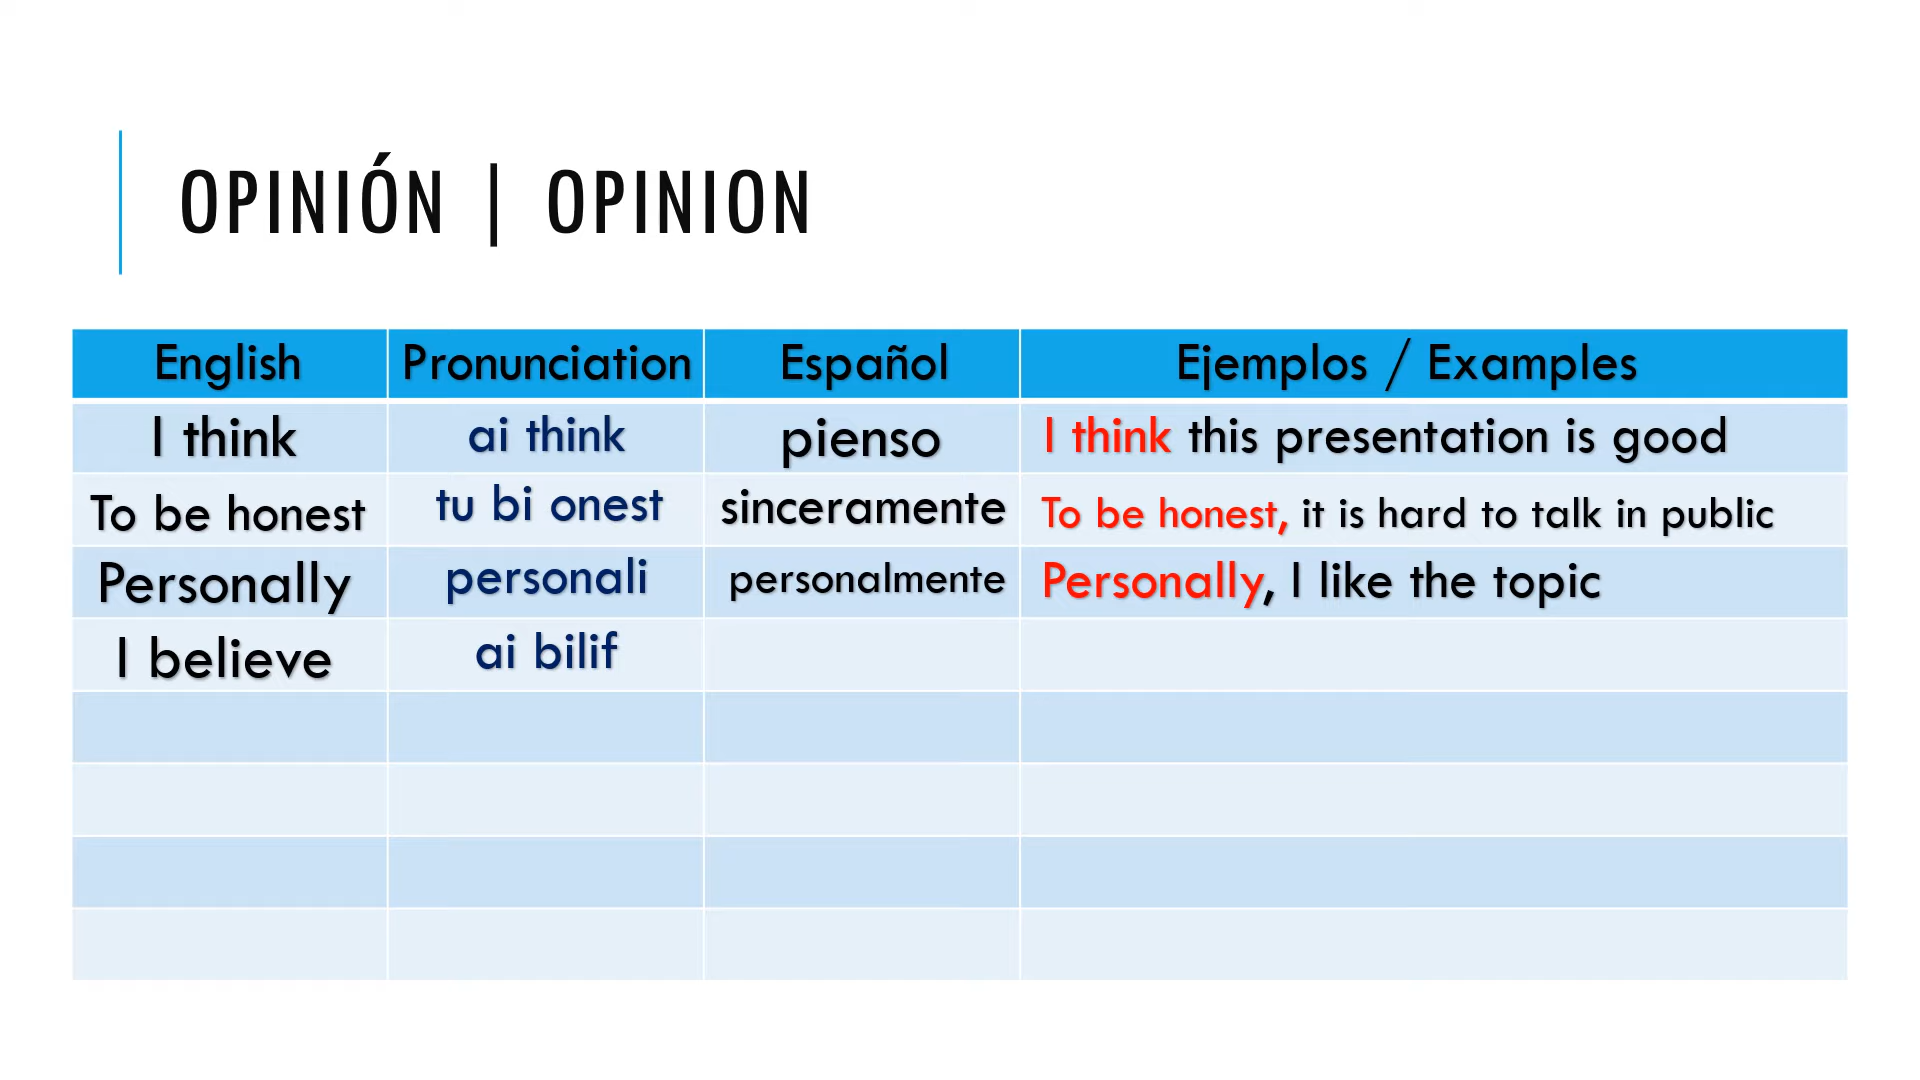 OPINIÓN | OPINION
English Pronunciation Español Ejemplos / Examples
I think ai think pienso I think this presentation is good
To be honest tu bi onest sinceramente To be honest, it is hard to talk in public
Personally personali personalmente Personally, I like the topic
I believe ai bilif